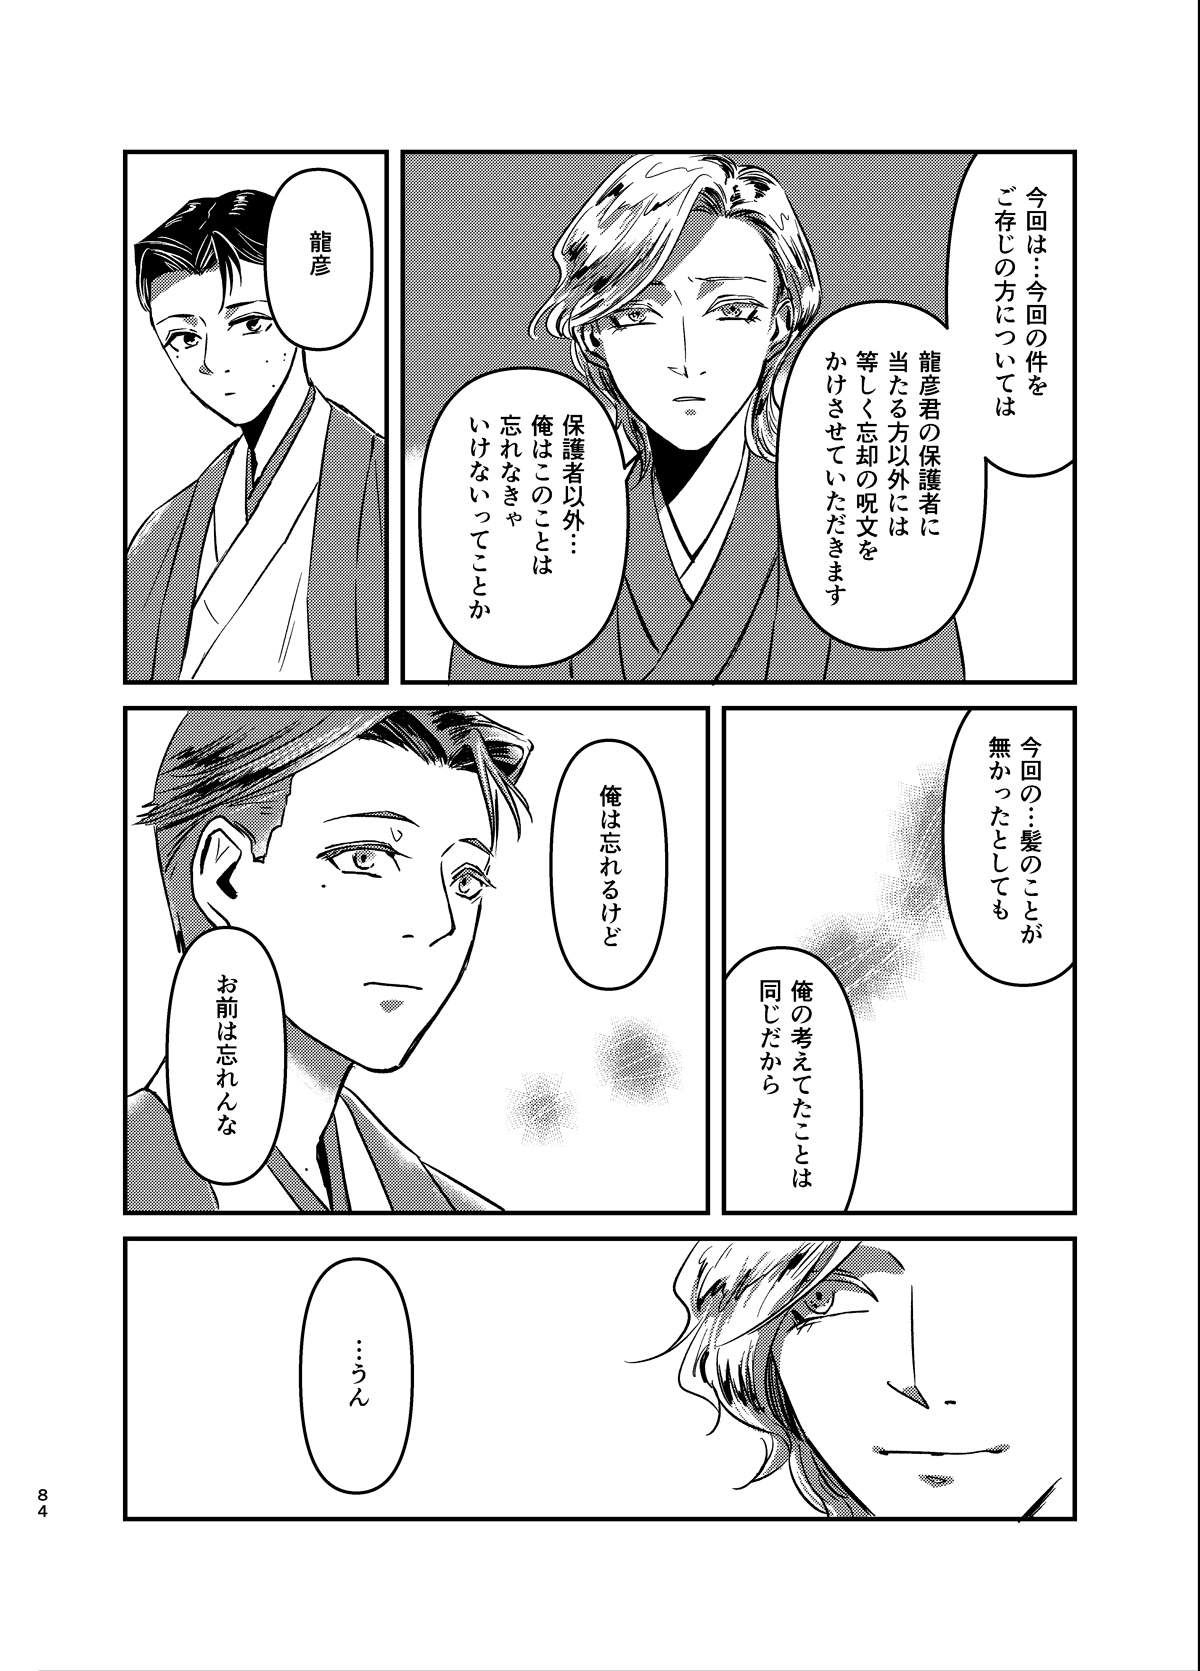 今回は…今回の件を
ご存じの方については
龍彦君の保護者に
当たる方以外には
等しく忘却の呪文を
かけさせていただきます
保護者以外…
俺はこのことは
忘れなきゃ
いけないってことか
龍彦
今回の…髪のことが
無かったとしても
俺の考えてたことは
同じだから
俺は忘れるけど
お前は忘れんな
…うん
84